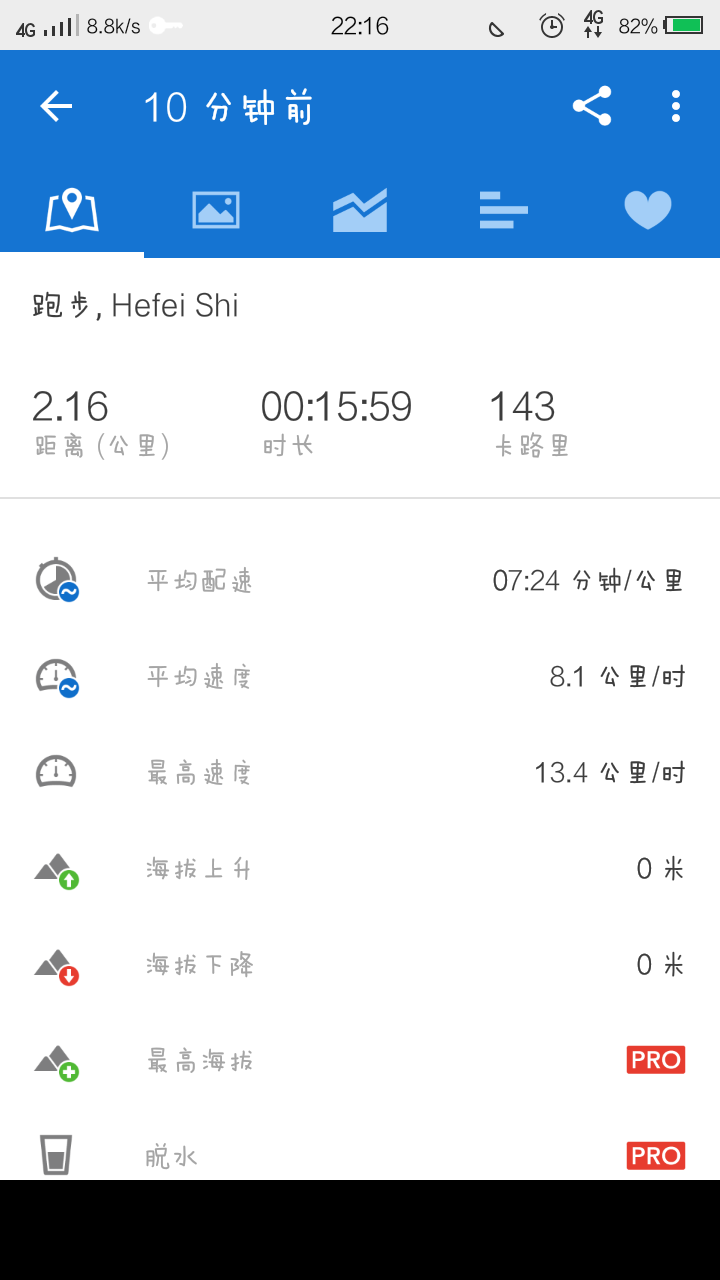 4G 8.8k/s 22:16 4G 82%
10 分钟前
跑步, Hefei Shi
2.16 00:15:59 143
距离 (公里) 时长 卡路里
平均配速 07:24 分钟/公里
平均速度 8.1 公里/时
最高速度 13.4 公里/时
海拔上升 0 米
海拔下降 0 米
最高海拔 PRO
脱水 PRO